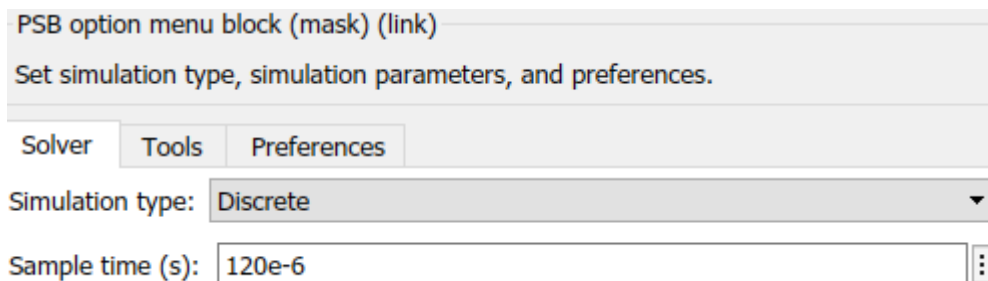 PSB option menu block (mask) (link)
Set simulation type, simulation parameters, and preferences.
Solver Tools Preferences
Simulation type: Discrete
Sample time (s): 120e-6